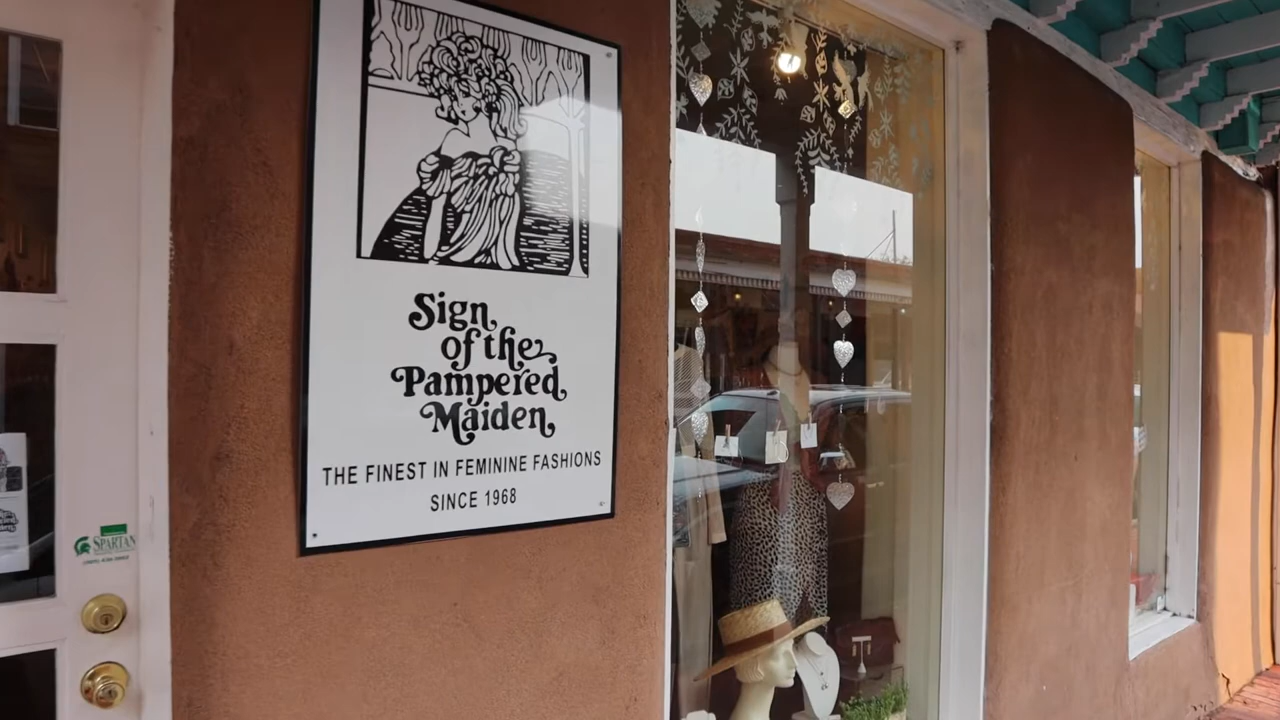 Sign
of the
Pampered
Maiden
THE FINEST IN FEMININE FASHIONS
SINCE 1968
SPARTAN